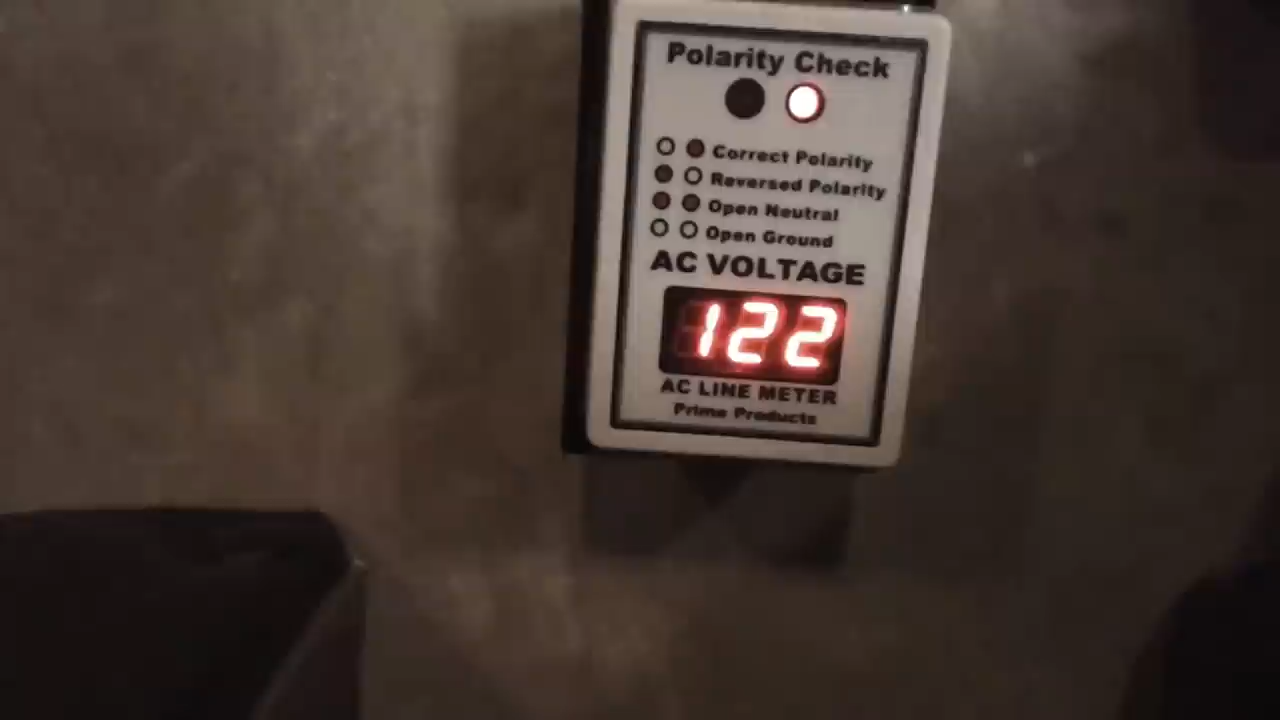 Polarity Check
Correct Polarity
Reversed Polarity
Open Neutral
Open Ground
AC VOLTAGE
122
AC LINE METER
Prime Products